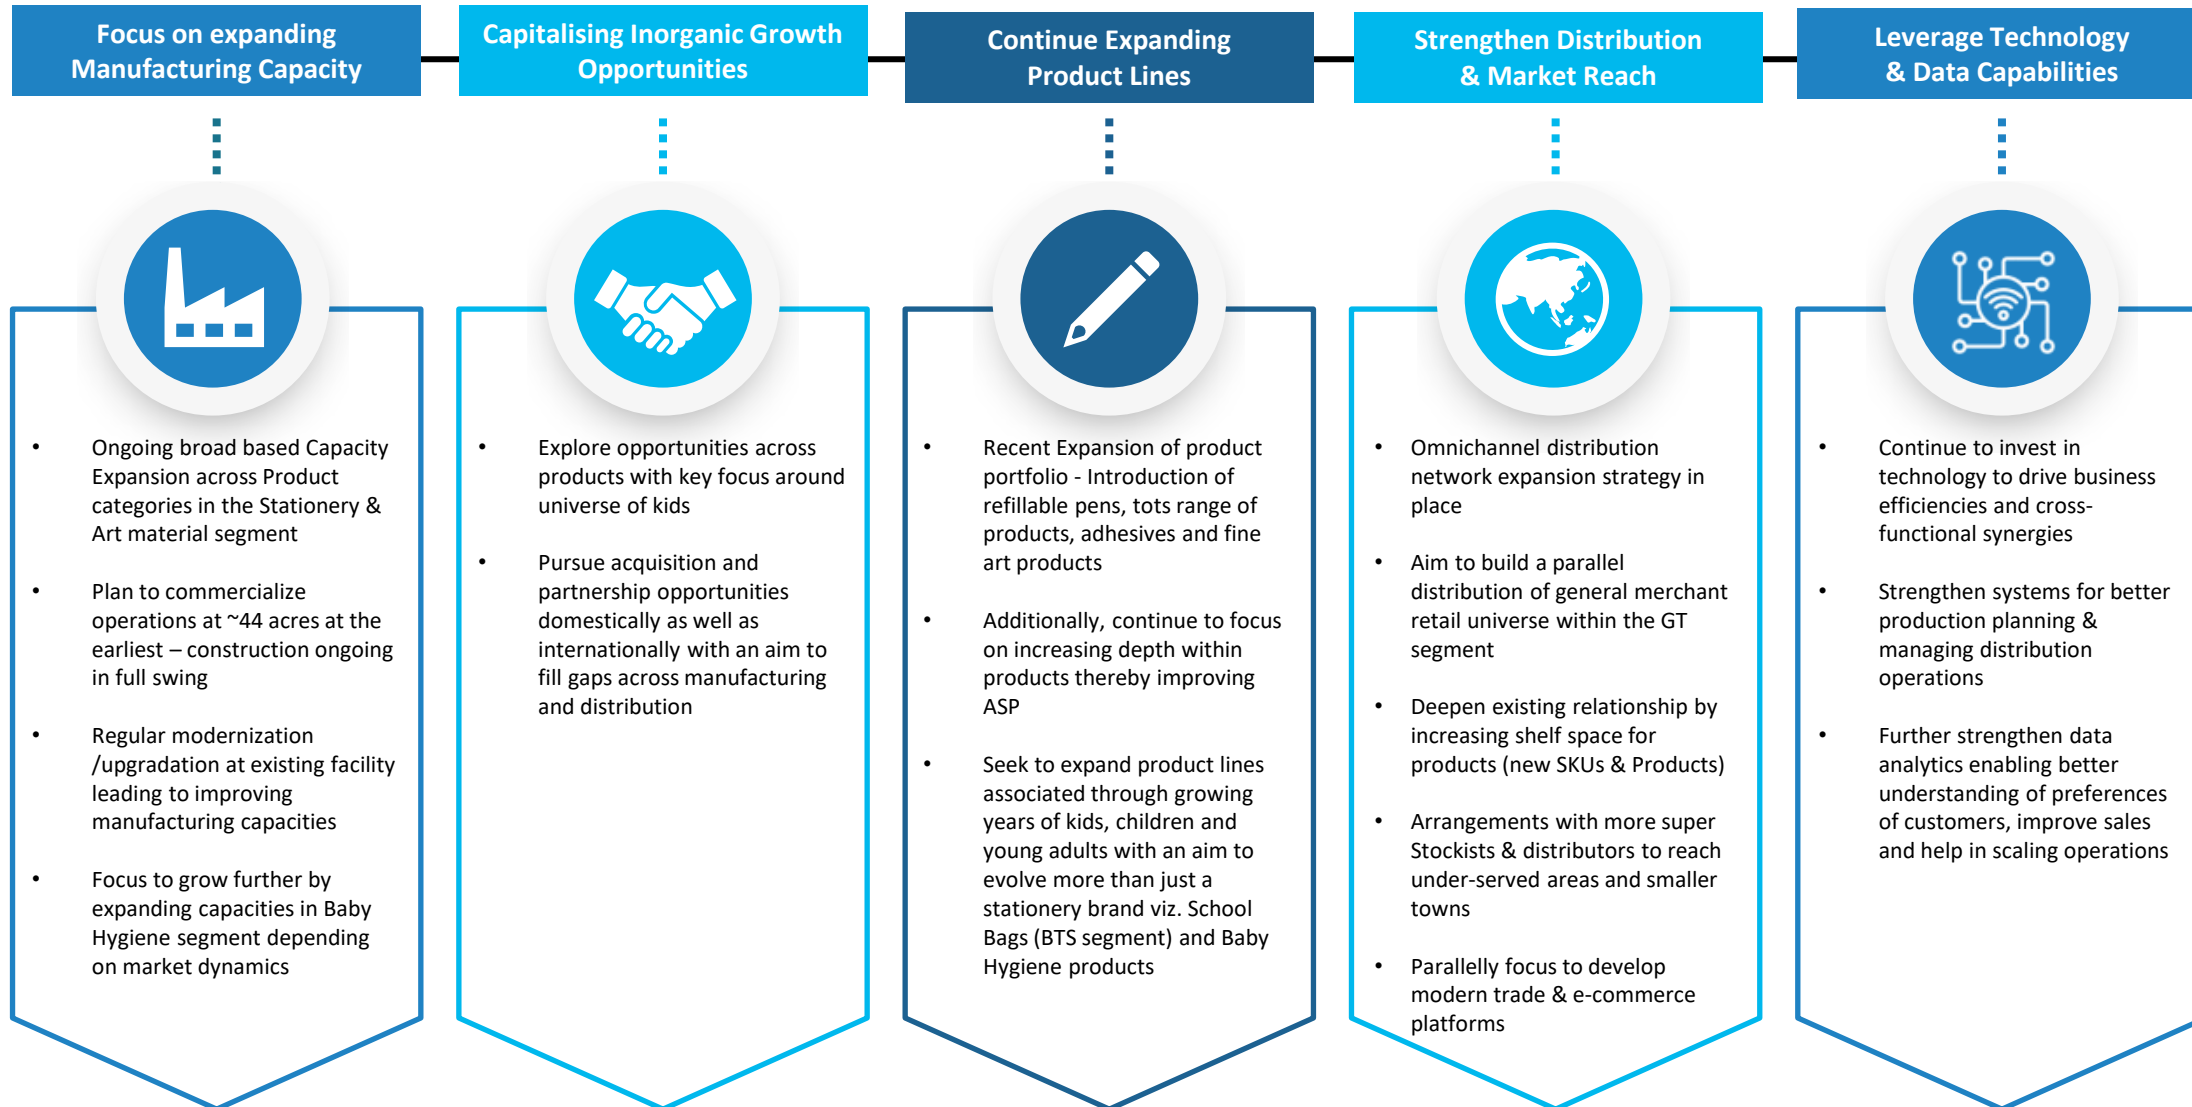 Focus on expanding
Manufacturing Capacity
• Ongoing broad based Capacity
Expansion across Product
categories in the Stationery &
Art material segment
• Plan to commercialize
operations at ~44 acres at the
earliest – construction ongoing
in full swing
• Regular modernization
/upgradation at existing facility
leading to improving
manufacturing capacities
• Focus to grow further by
expanding capacities in Baby
Hygiene segment depending
on market dynamics
Capitalising Inorganic Growth
Opportunities
• Explore opportunities across
products with key focus around
universe of kids
• Pursue acquisition and
partnership opportunities
domestically as well as
internationally with an aim to
fill gaps across manufacturing
and distribution
Continue Expanding
Product Lines
• Recent Expansion of product
portfolio - Introduction of
refillable pens, tots range of
products, adhesives and fine
art products
• Additionally, continue to focus
on increasing depth within
products thereby improving
ASP
• Seek to expand product lines
associated through growing
years of kids, children and
young adults with an aim to
evolve more than just a
stationery brand viz. School
Bags (BTS segment) and Baby
Hygiene products
Strengthen Distribution
& Market Reach
• Omnichannel distribution
network expansion strategy in
place
• Aim to build a parallel
distribution of general merchant
retail universe within the GT
segment
• Deepen existing relationship by
increasing shelf space for
products (new SKUs & Products)
• Arrangements with more super
Stockists & distributors to reach
under-served areas and smaller
towns
• Parallelly focus to develop
modern trade & e-commerce
platforms
Leverage Technology
& Data Capabilities
• Continue to invest in
technology to drive business
efficiencies and cross-
functional synergies
• Strengthen systems for better
production planning &
managing distribution
operations
• Further strengthen data
analytics enabling better
understanding of preferences
of customers, improve sales
and help in scaling operations